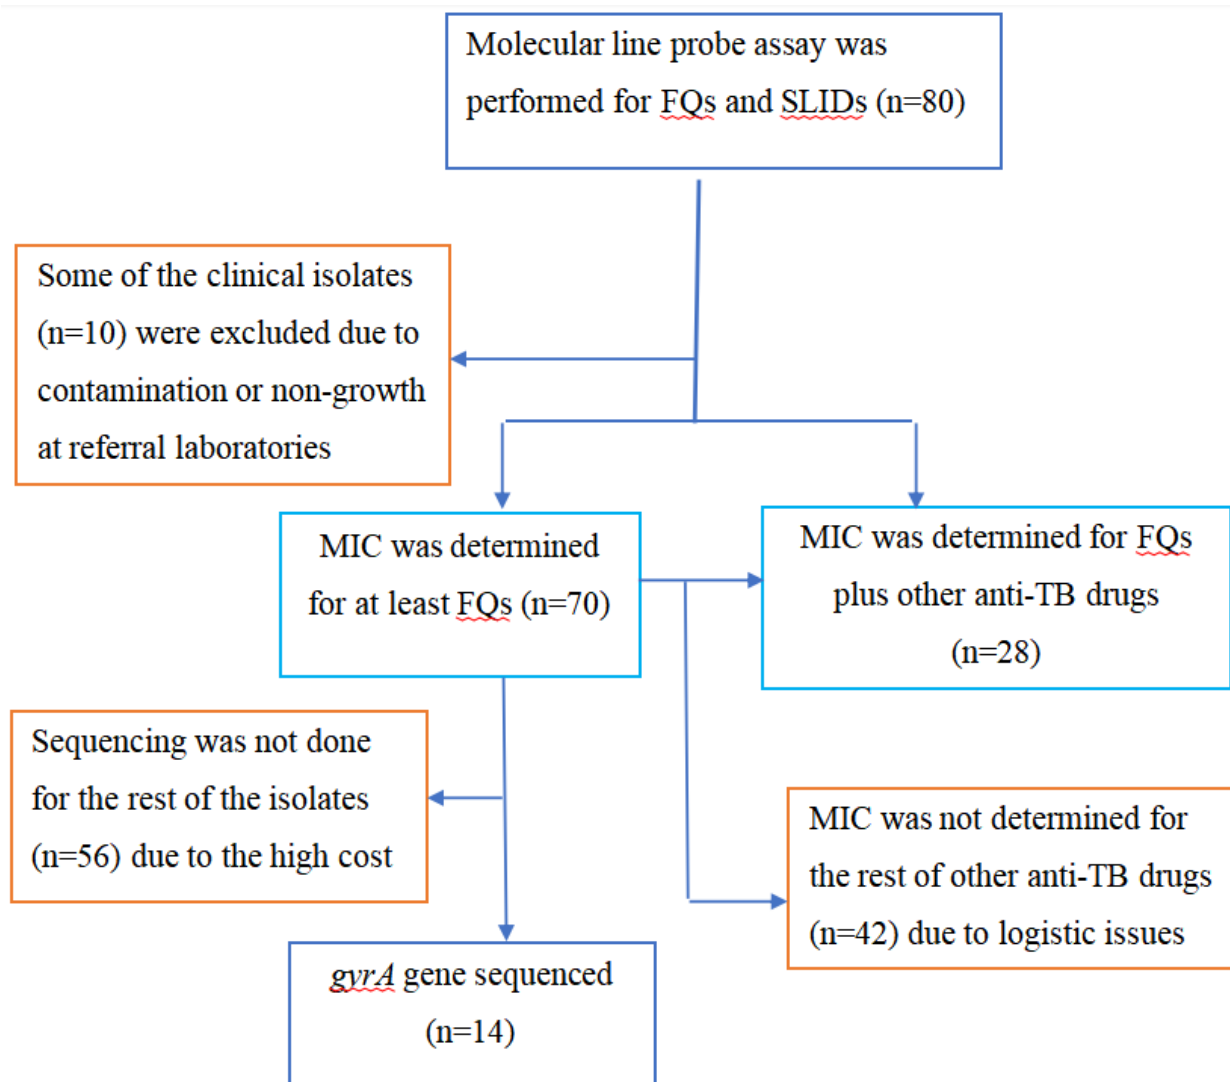 Molecular line probe assay was
performed for FQs and SLIDs (n=80)
Some of the clinical isolates
(n=10) were excluded due to
contamination or non-growth
at referral laboratories
MIC was determined
for at least FQs (n=70)
MIC was determined for FQs
plus other anti-TB drugs
(n=28)
Sequencing was not done
for the rest of the isolates
(n=56) due to the high cost
MIC was not determined for
the rest of other anti-TB drugs
(n=42) due to logistic issues
gyrA gene sequenced
(n=14)